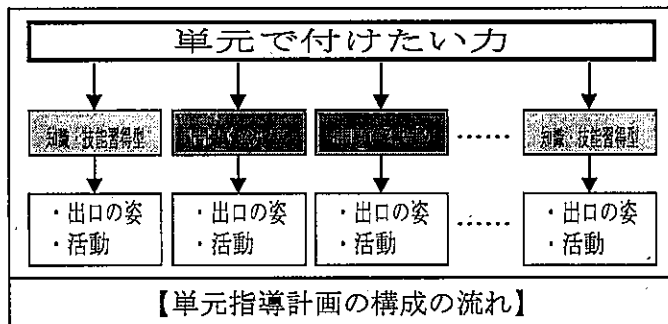 単元で付けたい力
知識・技能習得型
……
知識・技能習得型
・出口の姿
・活動
・出口の姿
・活動
・出口の姿
・活動
……
・出口の姿
・活動
【単元指導計画の構成の流れ】